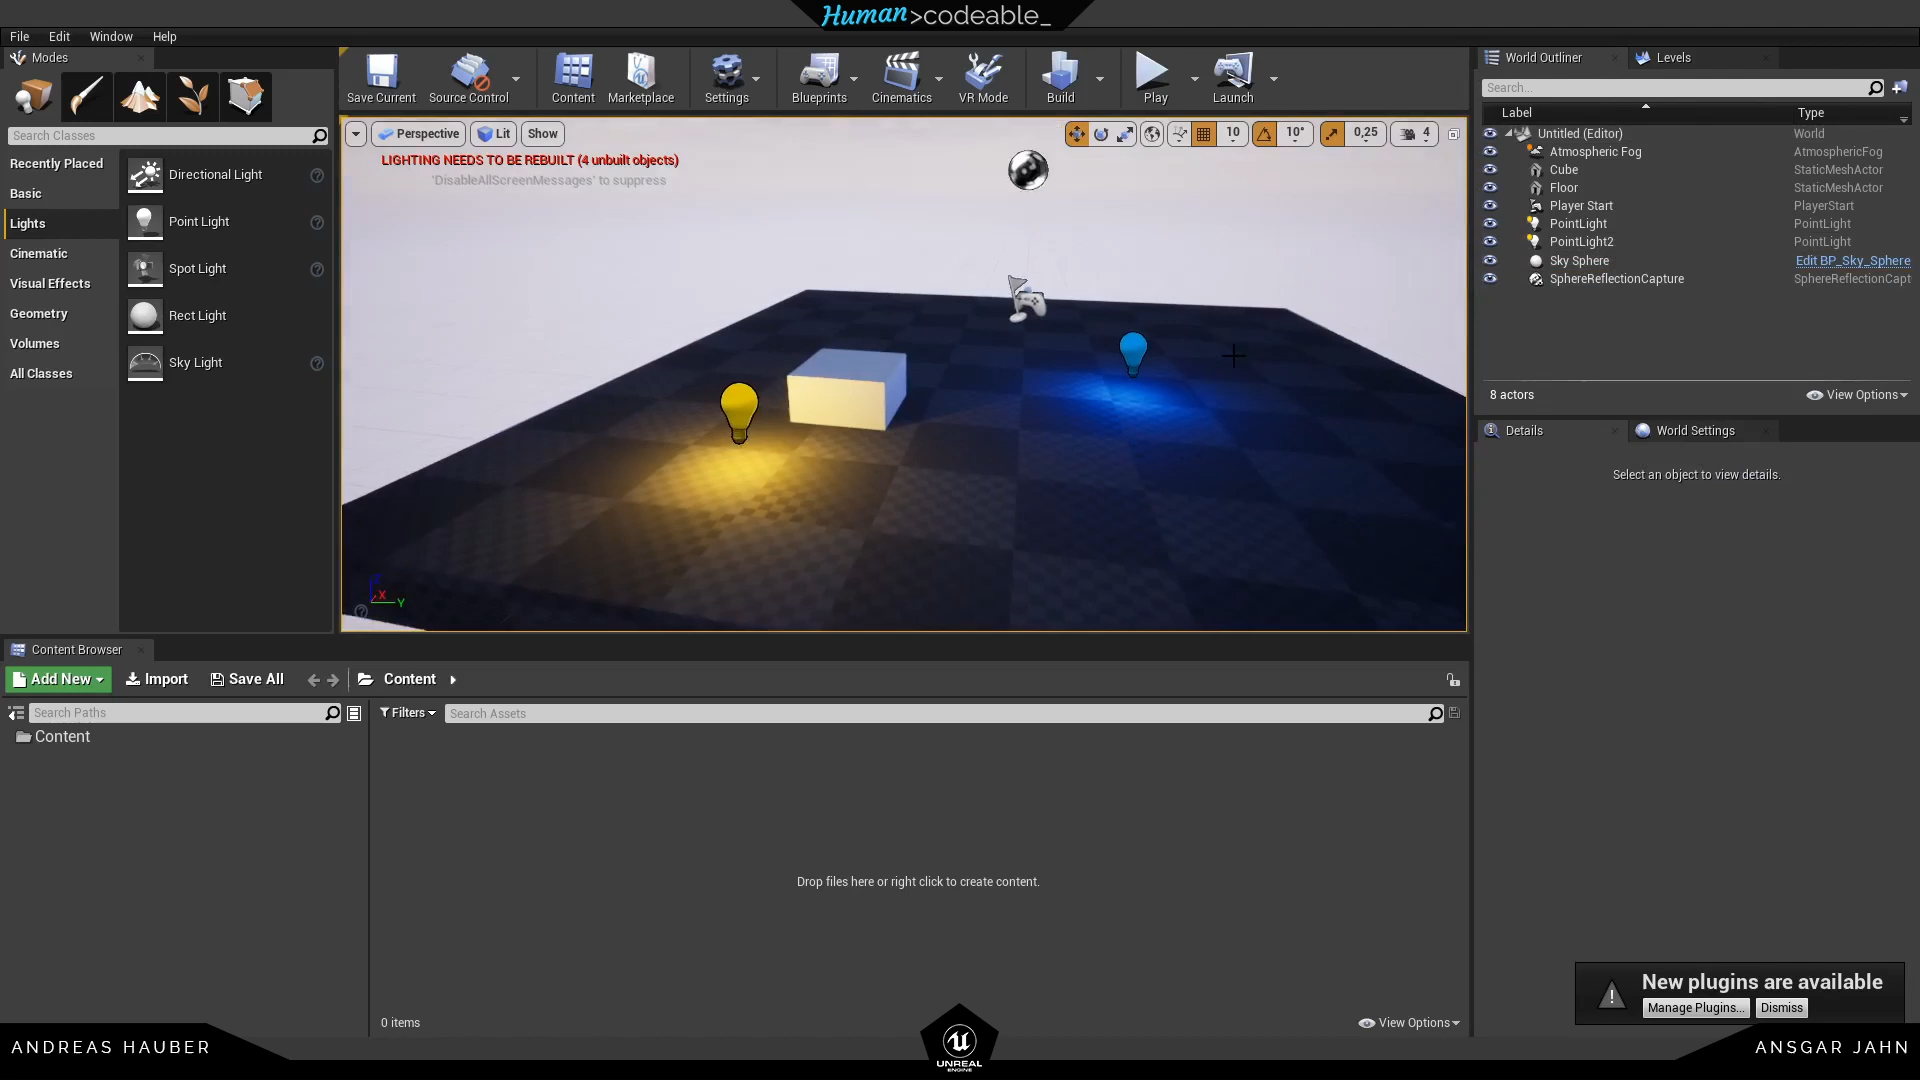 Human>codeable_
File Edit Window Help
Modes
Save Current
Source Control
Content
Marketplace
Settings
Blueprints
Cinematics
VR Mode
Build
Play
Launch
World Outliner
Levels
Search...
Label Type
Untitled (Editor) World
Atmospheric Fog AtmosphericFog
Cube StaticMeshActor
Floor StaticMeshActor
Player Start PlayerStart
PointLight PointLight
PointLight2 PointLight
Sky Sphere Edit BP_Sky_Sphere
SphereReflectionCapture SphereReflectionCapt
8 actors View Options
Search Classes
Recently Placed
Basic
Lights
Cinematic
Visual Effects
Geometry
Volumes
All Classes
Directional Light
Point Light
Spot Light
Rect Light
Sky Light
Perspective Lit Show
10 10° 0,25 4
LIGHTING NEEDS TO BE REBUILT (4 unbuilt objects)
'DisableAllScreenMessages' to suppress
X Y
Details
World Settings
Select an object to view details.
Content Browser
Add New Import Save All Content
Search Paths
Filters Search Assets
Content
Drop files here or right click to create content.
0 items View Options
New plugins are available
Manage Plugins... Dismiss
ANDREAS HAUBER
UNREAL
ENGINE
ANSGAR JAHN